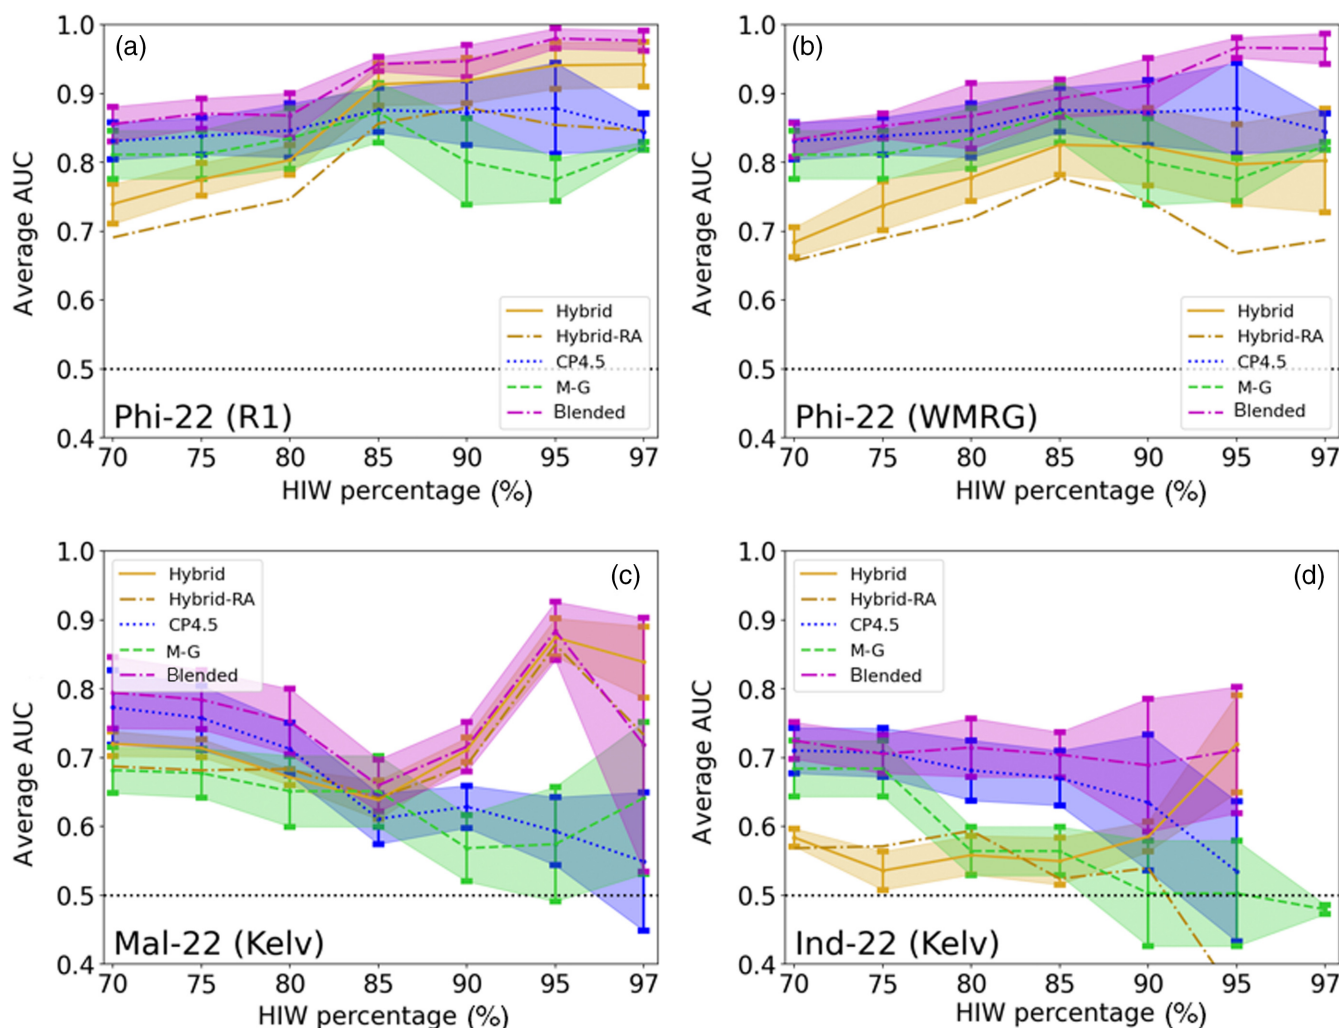 (a)
1.0
0.9
0.8
0.7
0.6
0.5
0.4
Average AUC
Hybrid
Hybrid-RA
CP4.5
M-G
Blended
Phi-22 (R1)
70 75 80 85 90 95 97
HIW percentage (%)
(b)
1.0
0.9
0.8
0.7
0.6
0.5
0.4
Average AUC
Hybrid
Hybrid-RA
CP4.5
M-G
Blended
Phi-22 (WMRG)
70 75 80 85 90 95 97
HIW percentage (%)
(c)
1.0
0.9
0.8
0.7
0.6
0.5
0.4
Average AUC
Hybrid
Hybrid-RA
CP4.5
M-G
Blended
Mal-22 (Kelv)
70 75 80 85 90 95 97
HIW percentage (%)
(d)
1.0
0.9
0.8
0.7
0.6
0.5
0.4
Average AUC
Hybrid
Hybrid-RA
CP4.5
M-G
Blended
Ind-22 (Kelv)
70 75 80 85 90 95 97
HIW percentage (%)